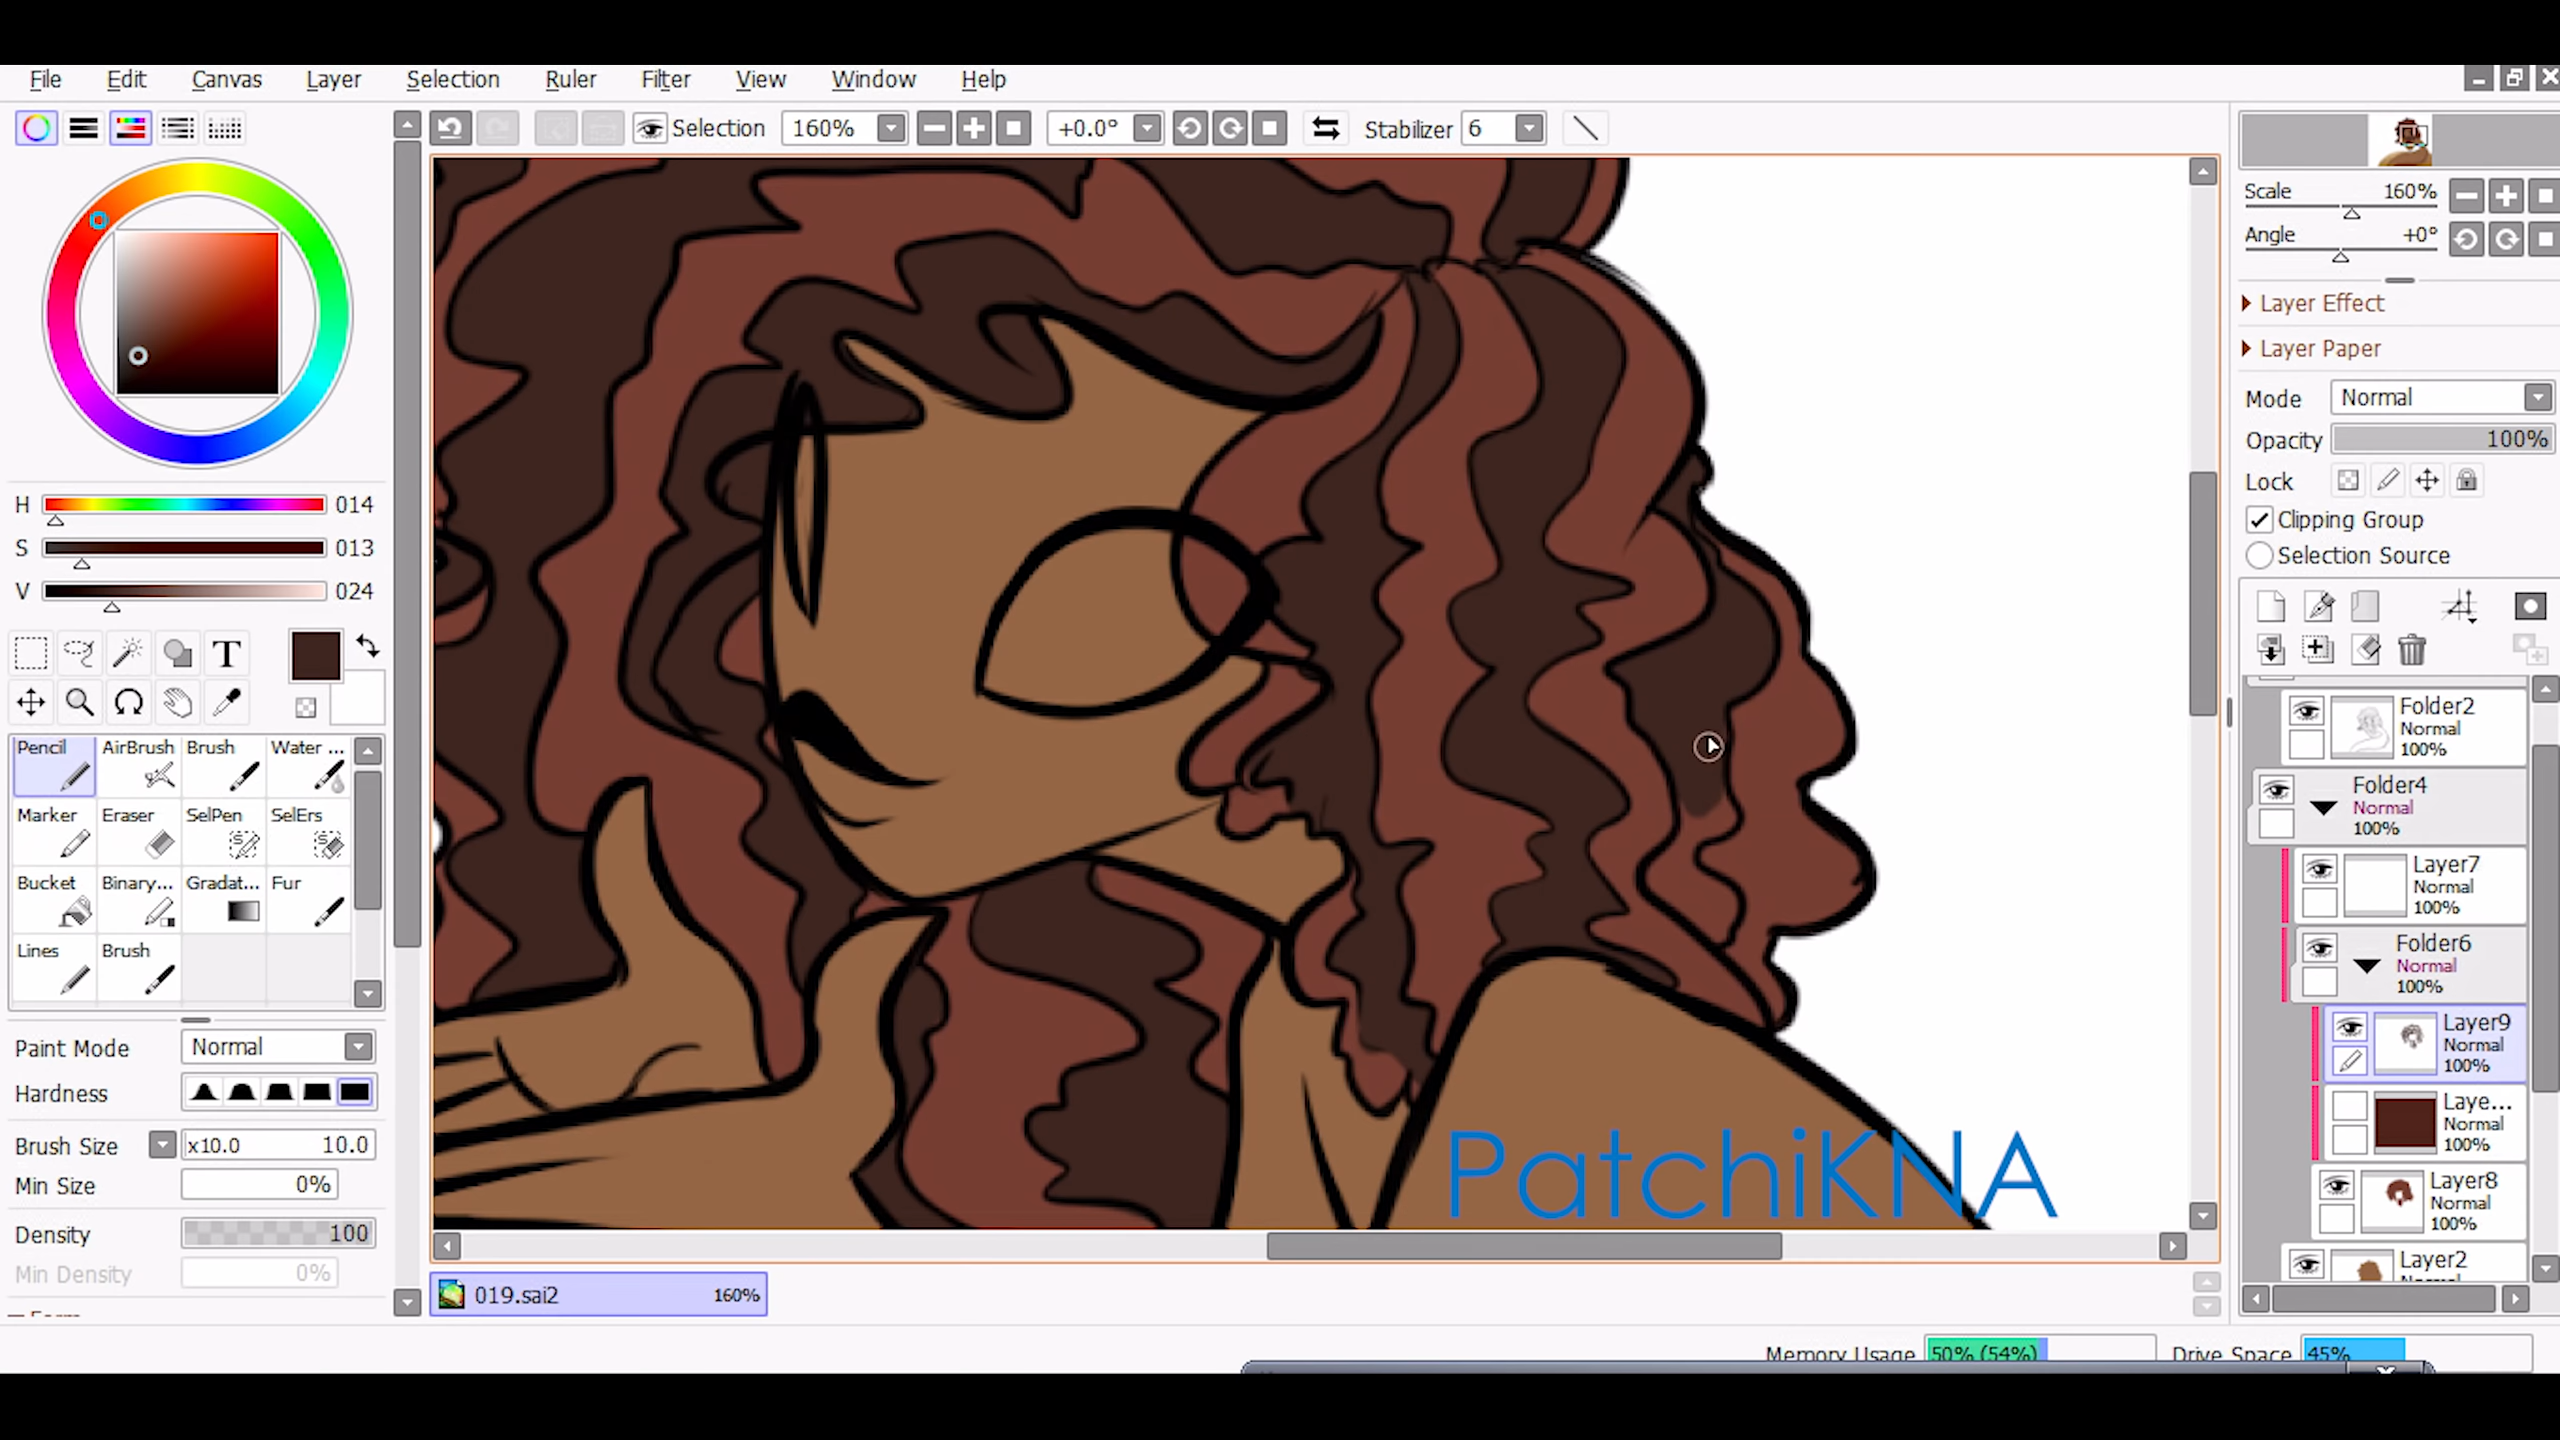 File Edit Canvas Layer Selection Ruler Filter View Window Help
Selection 160% +0.0° Stabilizer 6
Scale 160%
Angle +0°
Layer Effect
Layer Paper
Mode Normal
Opacity 100%
Lock
Clipping Group
Selection Source
H 014
S 013
V 024
T
Pencil AirBrush Brush Water ...
Marker Eraser SelPen SelErs
Bucket Binary... Gradat... Fur
Lines Brush
Paint Mode Normal
Hardness
Brush Size x10.0 10.0
Min Size 0%
Density 100
Min Density 0%
Folder2
Normal
100%
Folder4
Normal
100%
Layer7
Normal
100%
Folder6
Normal
100%
Layer9
Normal
100%
Laye...
Normal
100%
Layer8
Normal
100%
Layer2
PatchiKNA
019.sai2 160%
Memory Usage 50% (54%) Drive Space 45%